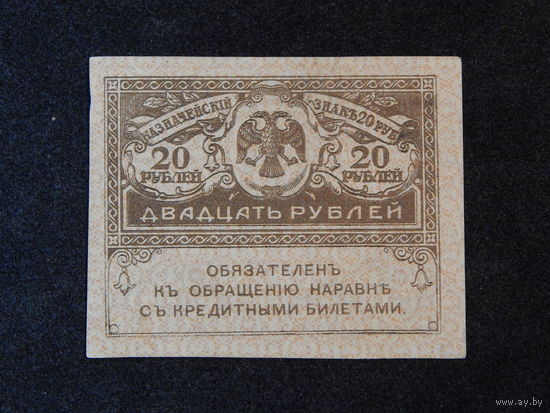 КАЗНАЧЕЙСКІЙ ЗНАКЪ 20 РУБ
20 РУБЛЕЙ
20 РУБЛЕЙ
ДВАДЦАТЬ РУБЛЕЙ
ОБЯЗАТЕЛЕНЪ
КЪ ОБРАЩЕНІЮ НАРАВНѢ
СЪ КРЕДИТНЫМИ БИЛЕТАМИ.
www.ay.by